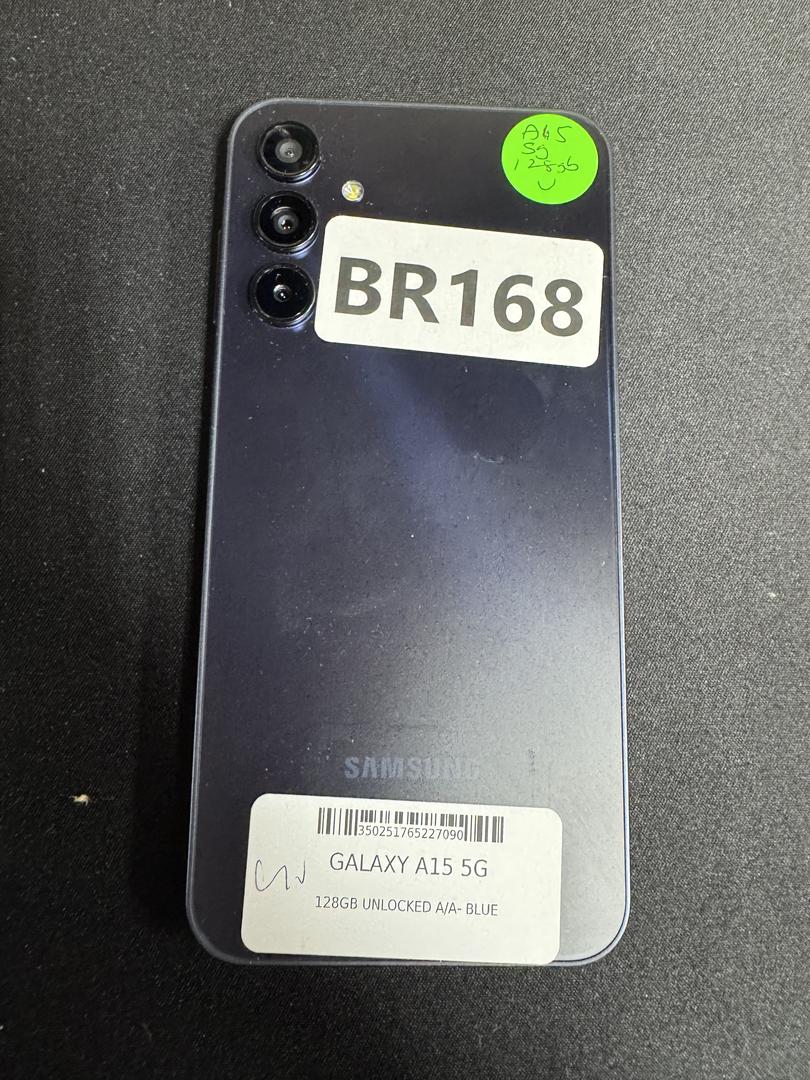 A15
5g
128gb
U
BR168
SAMSUNG
350251765227090
GALAXY A15 5G
128GB UNLOCKED A/A- BLUE